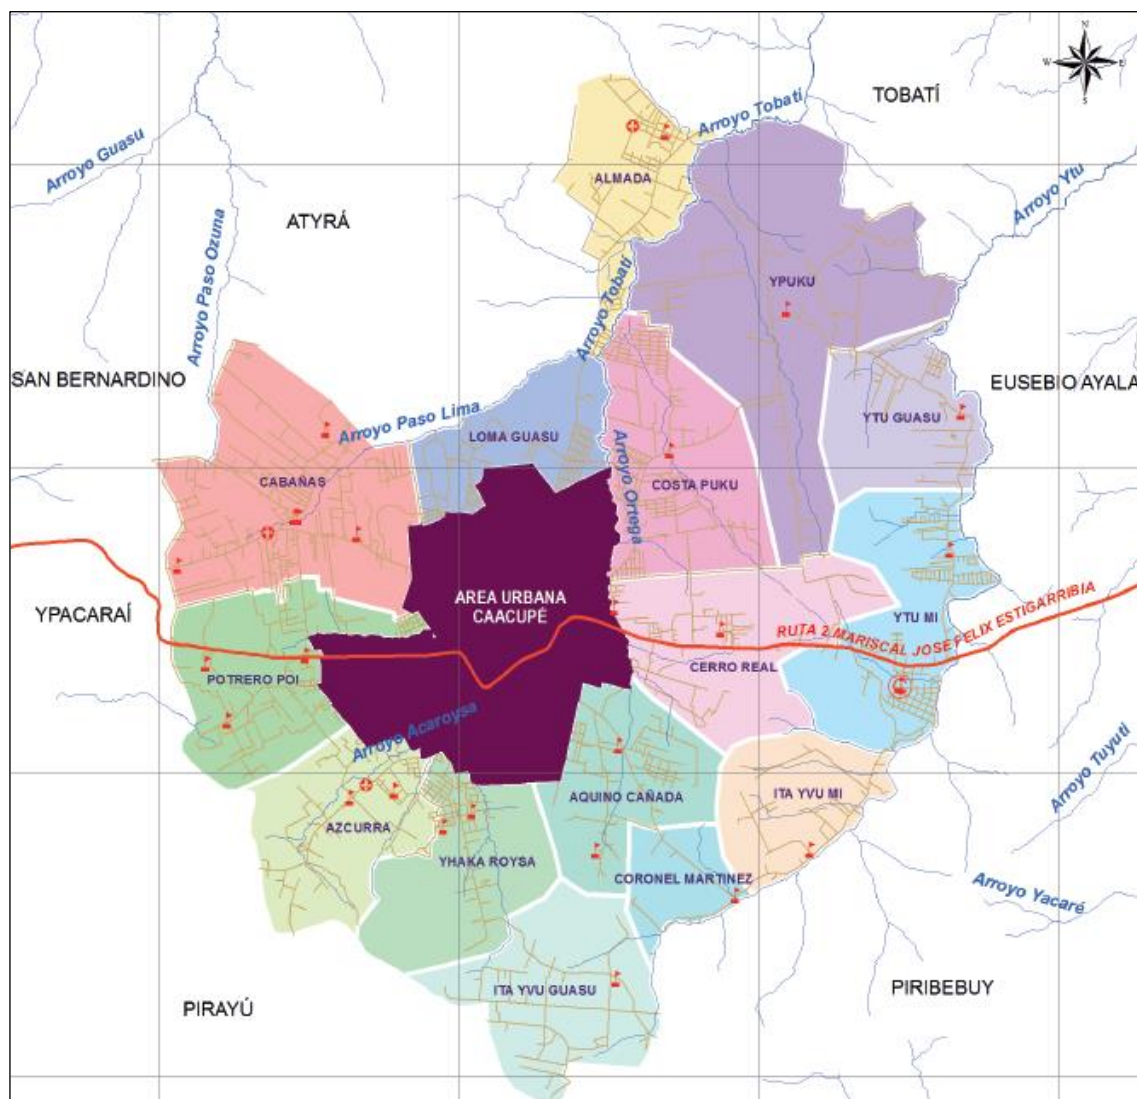 N
W E
S
TOBATÍ
Arroyo Tobatí
Arroyo Guasu
ALMADA
Arroyo Ytu
ATYRÁ
Arroyo Paso Ozuna
YPUKU
Arroyo Tobatí
SAN BERNARDINO
EUSEBIO AYALA
Arroyo Paso Lima
LOMA GUASU
YTU GUASU
CABAÑAS
Arroyo Ortega
COSTA PUKU
YPACARAÍ
AREA URBANA
CAACUPÉ
YTU MI
RUTA 2 MARISCAL JOSE FELIX ESTIGARRIBIA
POTRERO POI
CERRO REAL
Arroyo Acaroysa
Arroyo Tuyutí
AQUINO CAÑADA
ITA YVU MI
AZCURRA
YHAKA ROYSA
CORONEL MARTINEZ
Arroyo Yacaré
ITA YVU GUASU
PIRIBEBUY
PIRAYÚ